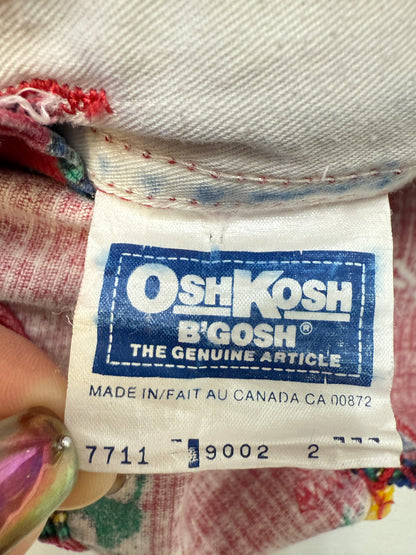 OSHKOSH
B'GOSH®
THE GENUINE ARTICLE
MADE IN/FAIT AU CANADA CA 00872
7711 9002 2